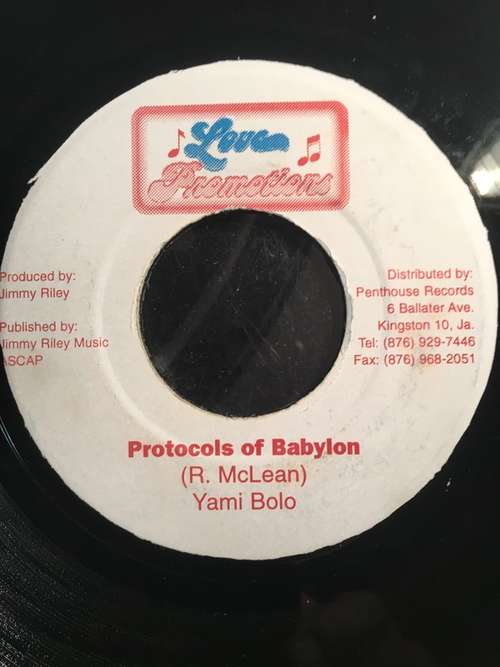 Love
Promotions
Produced by:
Jimmy Riley
Published by:
Jimmy Riley Music
ASCAP
Distributed by:
Penthouse Records
6 Ballater Ave.
Kingston 10, Ja.
Tel: (876) 929-7446
Fax: (876) 968-2051
Protocols of Babylon
(R. McLean)
Yami Bolo